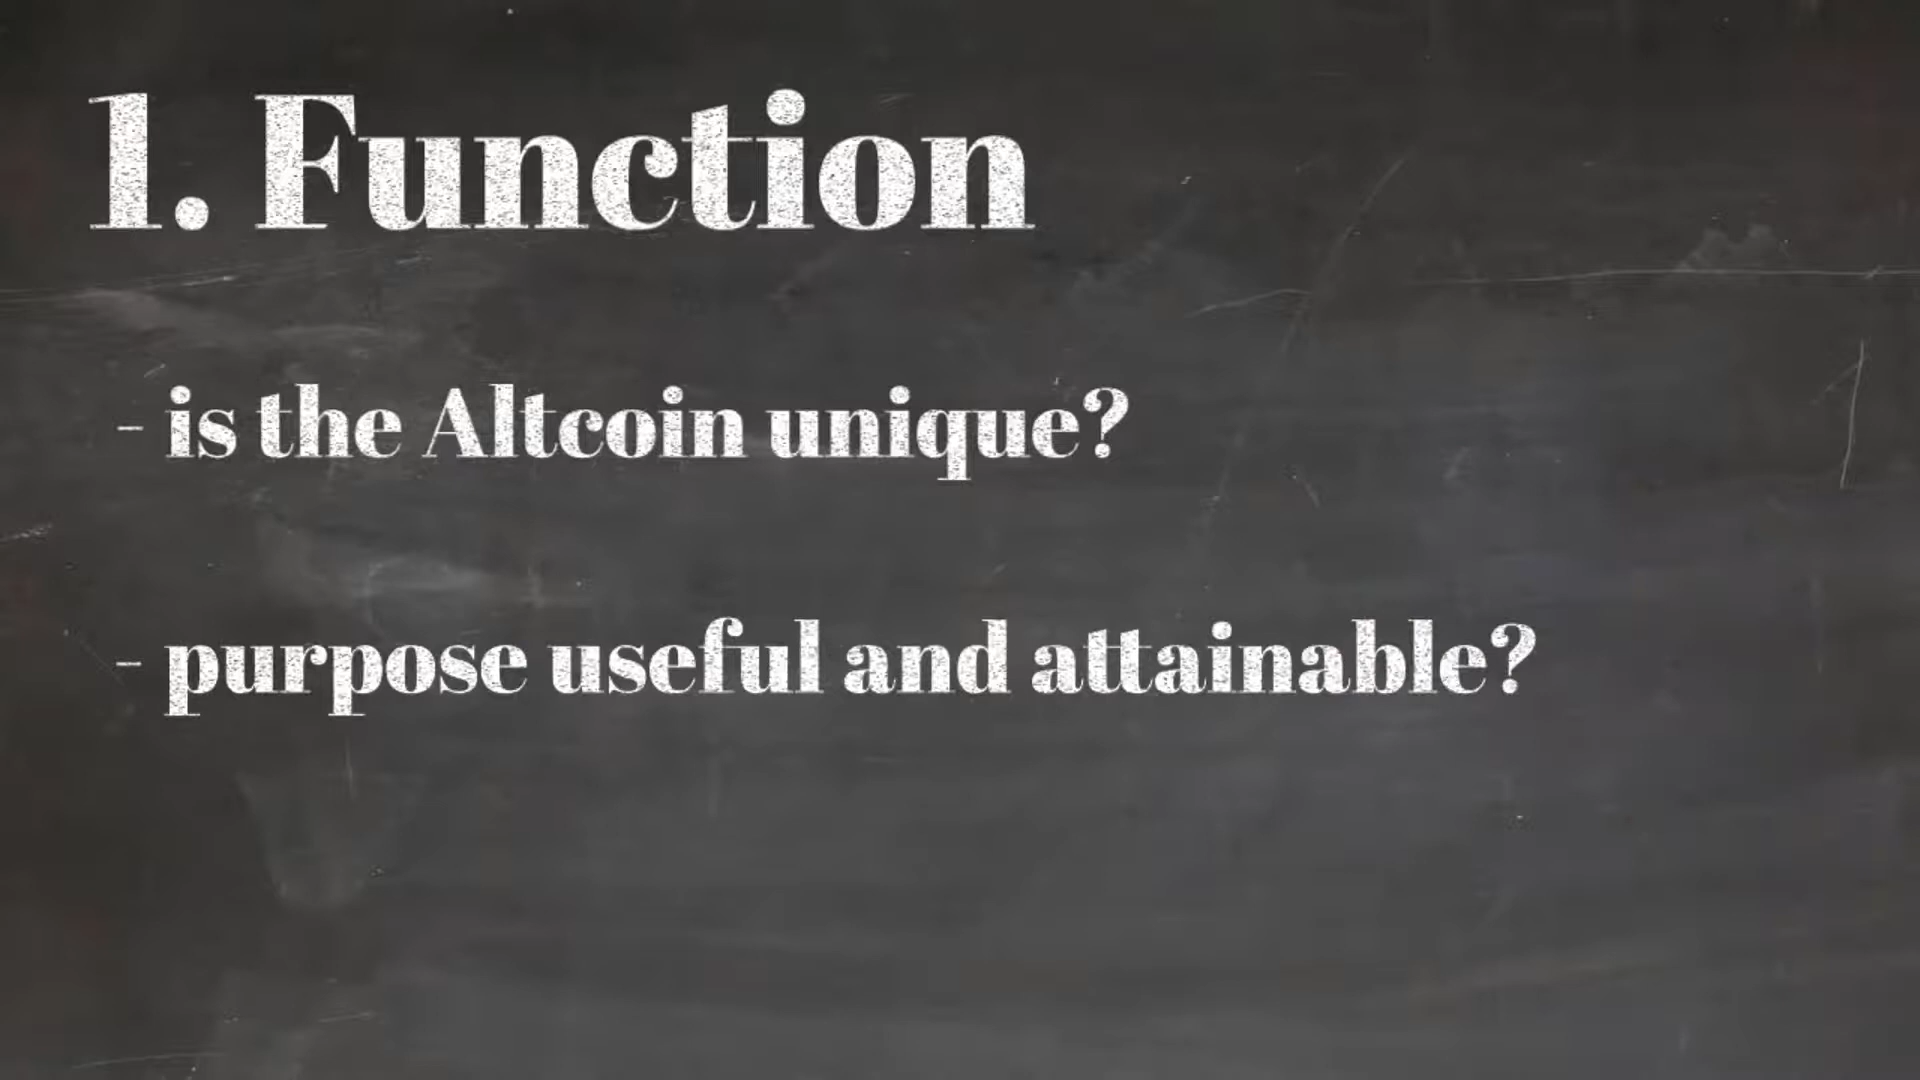 1. Function
- is the Altcoin unique?
- purpose useful and attainable?